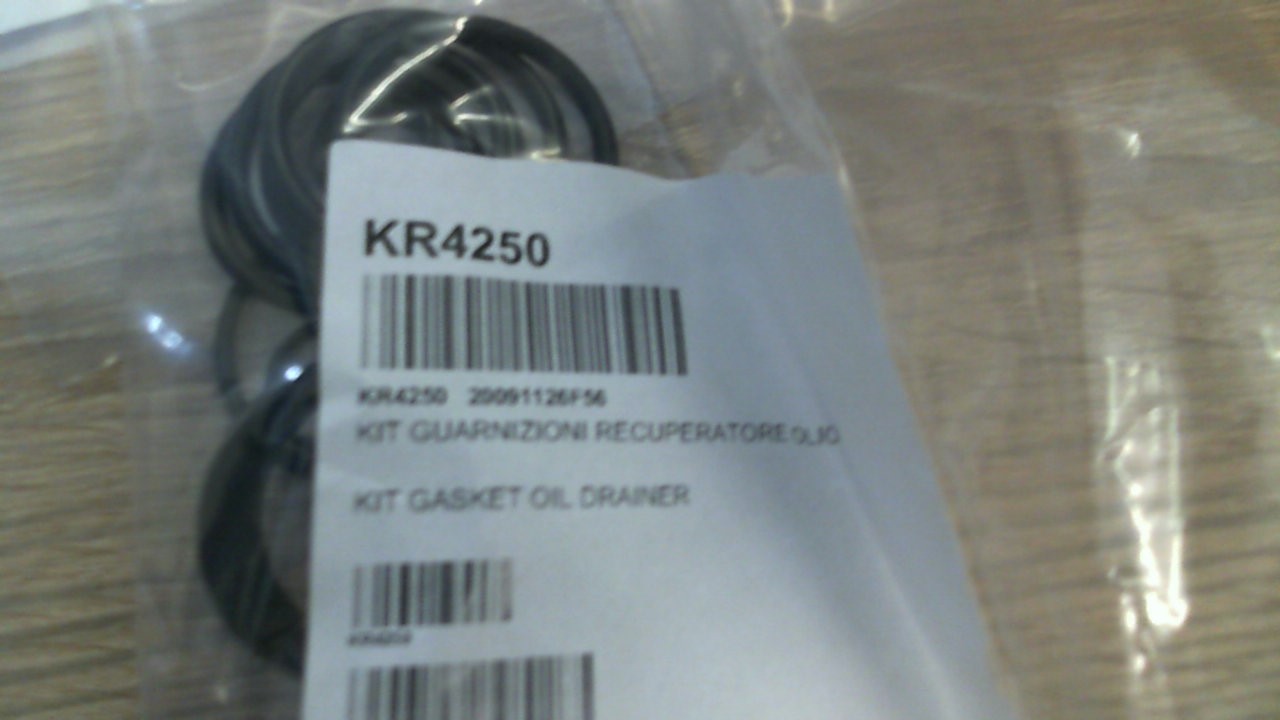 KR4250
KR4250 20091126F56
KIT GUARNIZIONI RECUPERATORE OLIO
KIT GASKET OIL DRAINER